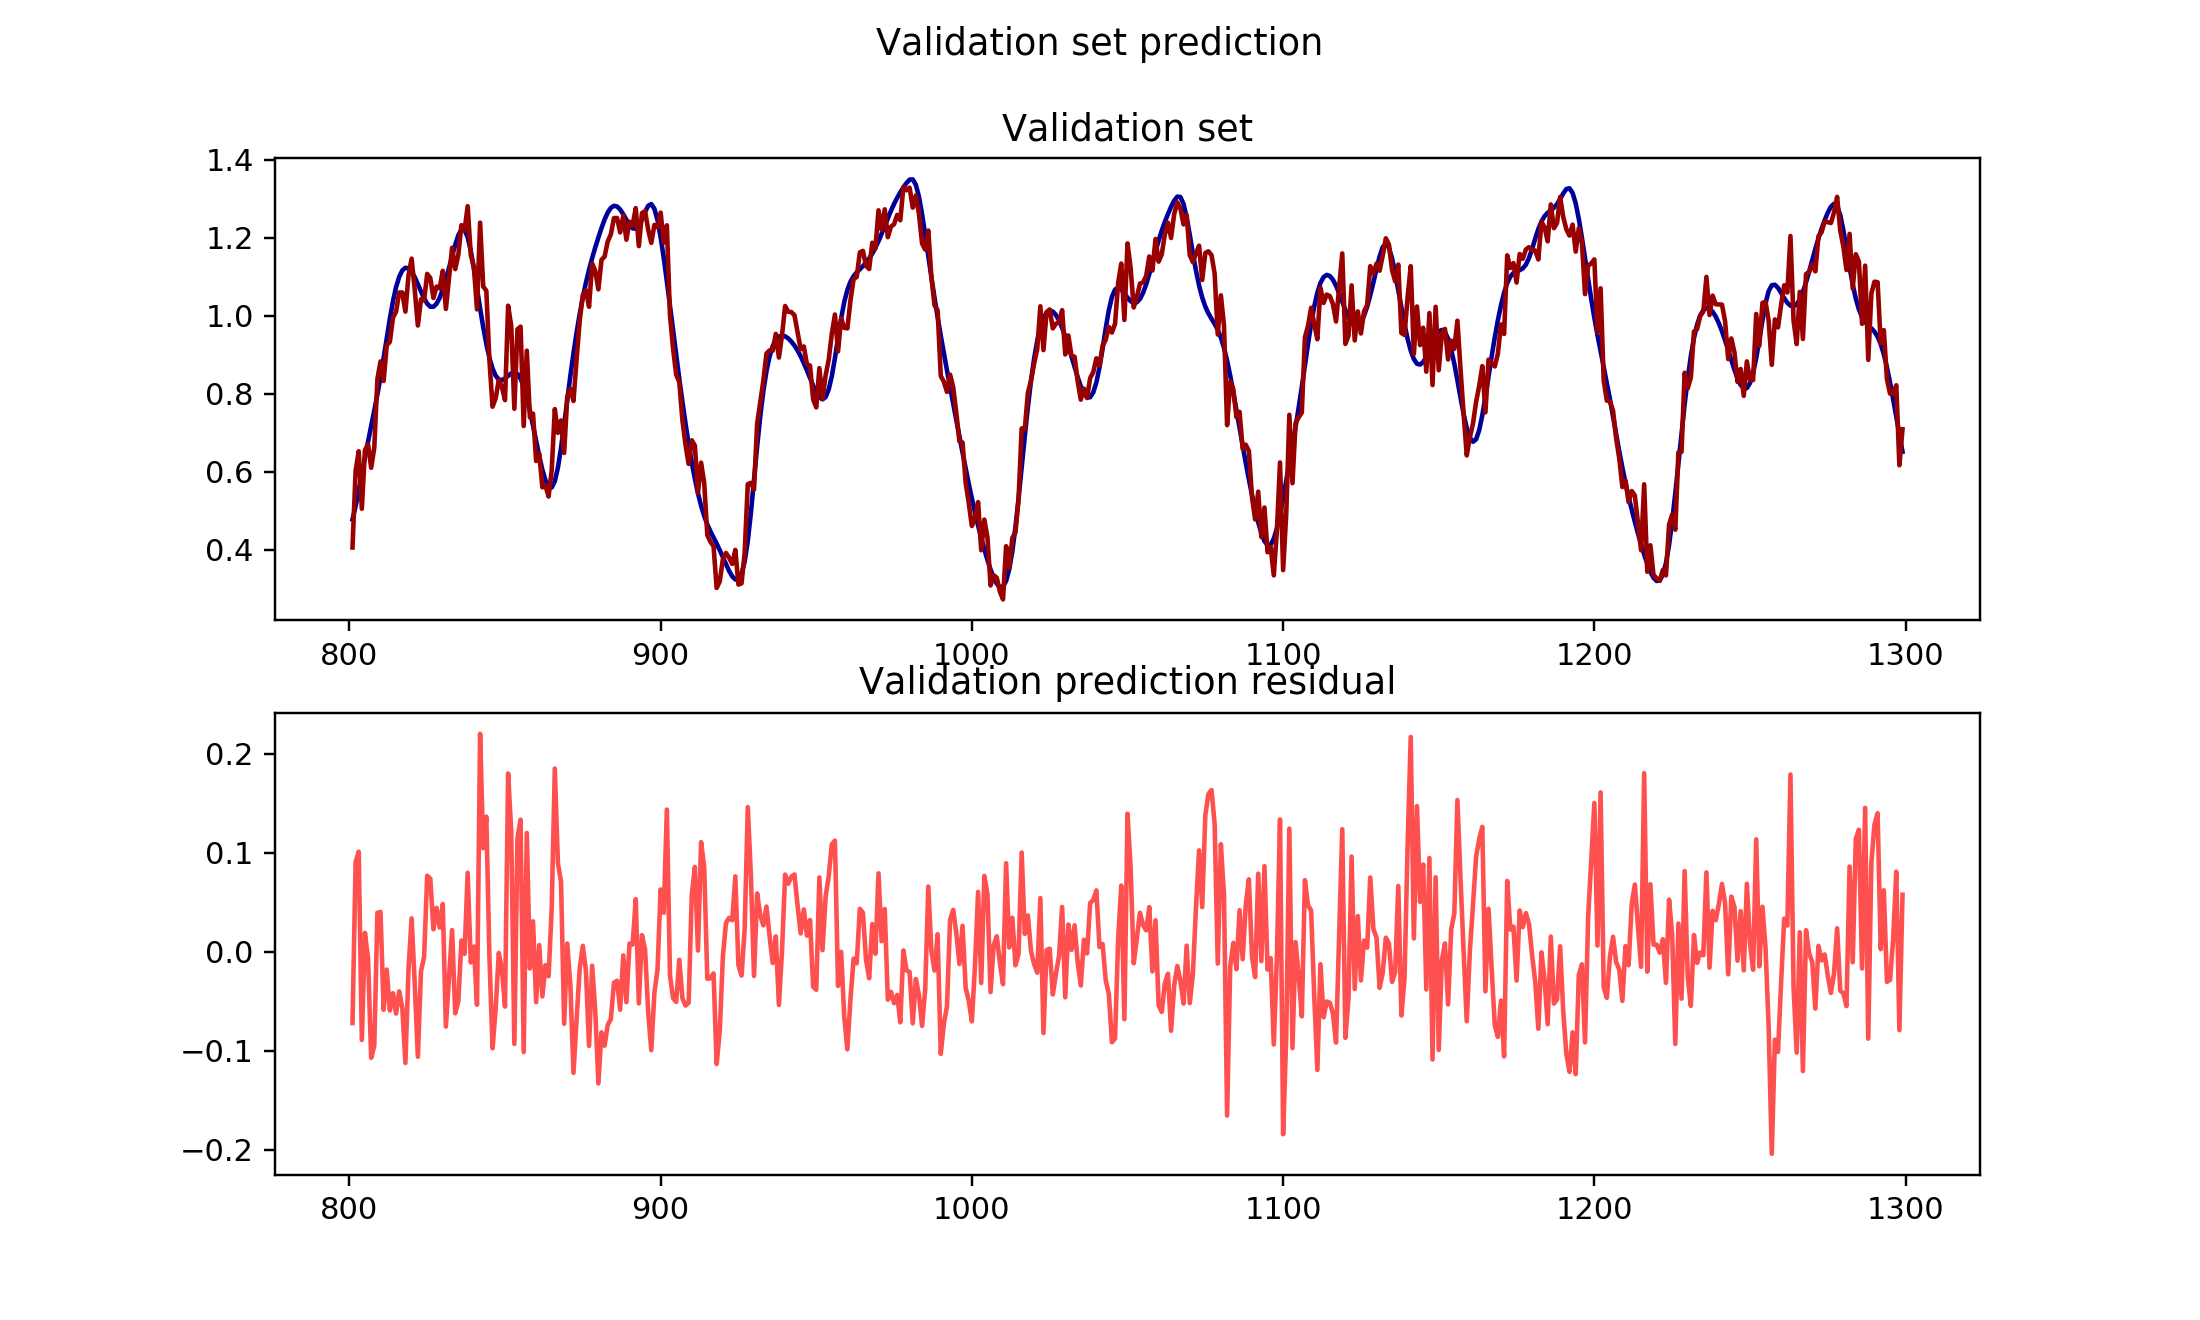 Validation set prediction
Validation set
1.4
1.2
1.0
0.8
0.6
0.4
800 900 1000 1100 1200 1300
Validation prediction residual
0.2
0.1
0.0
−0.1
−0.2
800 900 1000 1100 1200 1300